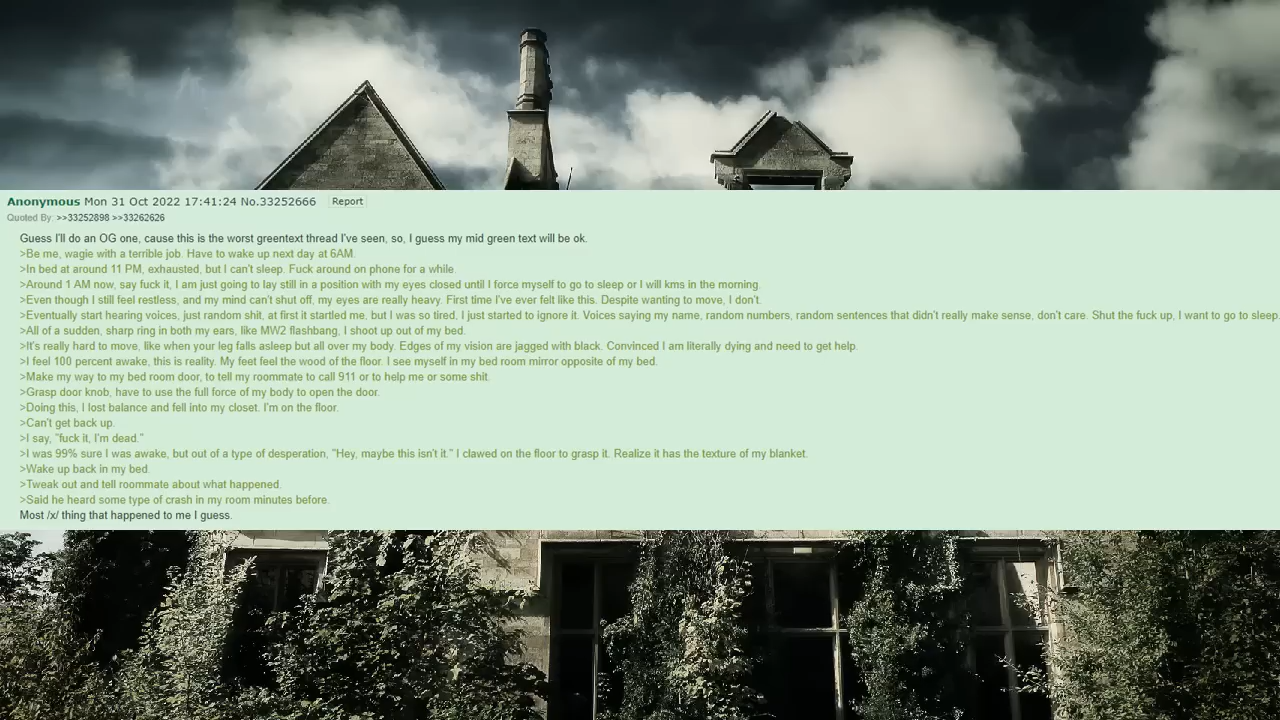 Anonymous Mon 31 Oct 2022 17:41:24 No.33252666 Report
Quoted By: >>33252898 >>33262626
Guess I'll do an OG one, cause this is the worst greentext thread I've seen, so, I guess my mid green text will be ok.
>Be me, wagie with a terrible job. Have to wake up next day at 6AM.
>In bed at around 11 PM, exhausted, but I can't sleep. Fuck around on phone for a while.
>Around 1 AM now, say fuck it, I am just going to lay still in a position with my eyes closed until I force myself to go to sleep or I will kms in the morning.
>Even though I still feel restless, and my mind can't shut off, my eyes are really heavy. First time I've ever felt like this. Despite wanting to move, I don't.
>Eventually start hearing voices, just random shit, at first it startled me, but I was so tired, I just started to ignore it. Voices saying my name, random numbers, random sentences that didn't really make sense, don't care. Shut the fuck up, I want to go to sleep.
>All of a sudden, sharp ring in both my ears, like MW2 flashbang, I shoot up out of my bed.
>It's really hard to move, like when your leg falls asleep but all over my body. Edges of my vision are jagged with black. Convinced I am literally dying and need to get help.
>I feel 100 percent awake, this is reality. My feet feel the wood of the floor. I see myself in my bed room mirror opposite of my bed.
>Make my way to my bed room door, to tell my roommate to call 911 or to help me or some shit.
>Grasp door knob, have to use the full force of my body to open the door.
>Doing this, I lost balance and fell into my closet. I'm on the floor.
>Can't get back up.
>I say, "fuck it, I'm dead."
>I was 99% sure I was awake, but out of a type of desperation, "Hey, maybe this isn't it." I clawed on the floor to grasp it. Realize it has the texture of my blanket.
>Wake up back in my bed.
>Tweak out and tell roommate about what happened.
>Said he heard some type of crash in my room minutes before.
Most /x/ thing that happened to me I guess.